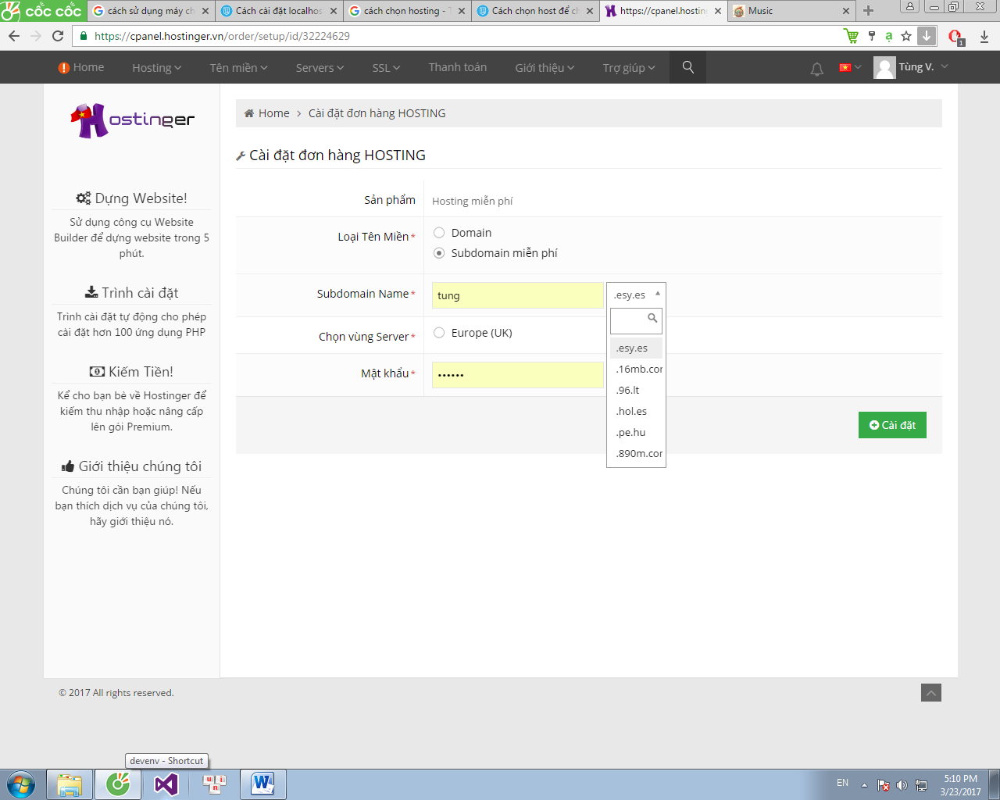 cốc cốc
cách sử dụng máy ch
Cách cài đặt localhos
cách chọn hosting - T
Cách chọn host để ch
https://cpanel.hosting
Music
https://cpanel.hostinger.vn/order/setup/id/32224629
1
Home
Hosting
Tên miền
Servers
SSL
Thanh toán
Giới thiệu
Trợ giúp
Tùng V.
Hostinger
Dựng Website!
Sử dụng công cụ Website
Builder để dựng website trong 5
phút.
Trình cài đặt
Trình cài đặt tự động cho phép
cài đặt hơn 100 ứng dụng PHP
Kiếm Tiền!
Kể cho bạn bè về Hostinger để
kiếm thu nhập hoặc nâng cấp
lên gói Premium.
Giới thiệu chúng tôi
Chúng tôi cần bạn giúp! Nếu
bạn thích dịch vụ của chúng tôi,
hãy giới thiệu nó.
Home > Cài đặt đơn hàng HOSTING
Cài đặt đơn hàng HOSTING
Sản phẩm
Hosting miễn phí
Loại Tên Miền*
Domain
Subdomain miễn phí
Subdomain Name*
tung
.esy.es
.esy.es
.16mb.com
.96.lt
.hol.es
.pe.hu
.890m.com
Chọn vùng Server*
Europe (UK)
Mật khẩu*
••••••
Cài đặt
© 2017 All rights reserved.
devenv - Shortcut
uniin
EN
5:10 PM
3/23/2017